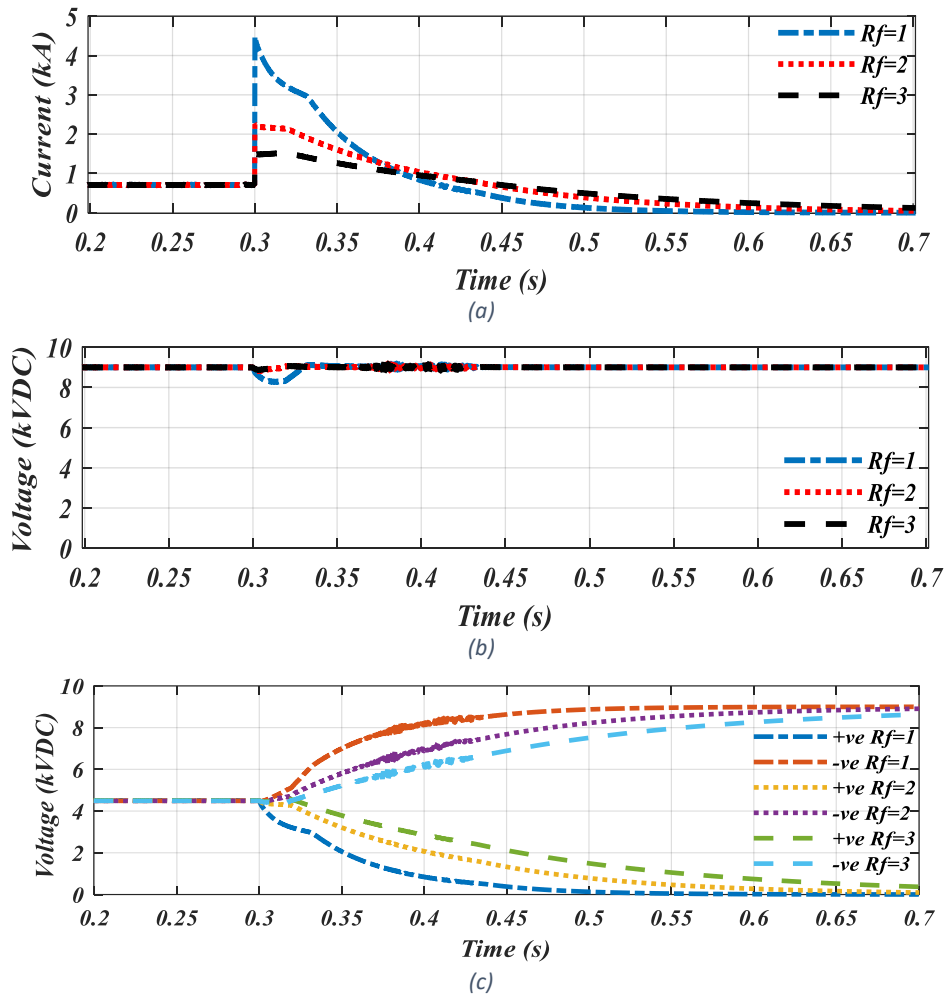 Current (kA)
5
4
3
2
1
0
Rf=1
Rf=2
Rf=3
0.2 0.25 0.3 0.35 0.4 0.45 0.5 0.55 0.6 0.65 0.7
Time (s)
(a)
Voltage (kVDC)
10
8
6
4
2
0
Rf=1
Rf=2
Rf=3
0.2 0.25 0.3 0.35 0.4 0.45 0.5 0.55 0.6 0.65 0.7
Time (s)
(b)
Voltage (kVDC)
10
8
6
4
2
0
+ve Rf=1
-ve Rf=1
+ve Rf=2
-ve Rf=2
+ve Rf=3
-ve Rf=3
0.2 0.25 0.3 0.35 0.4 0.45 0.5 0.55 0.6 0.65 0.7
Time (s)
(c)